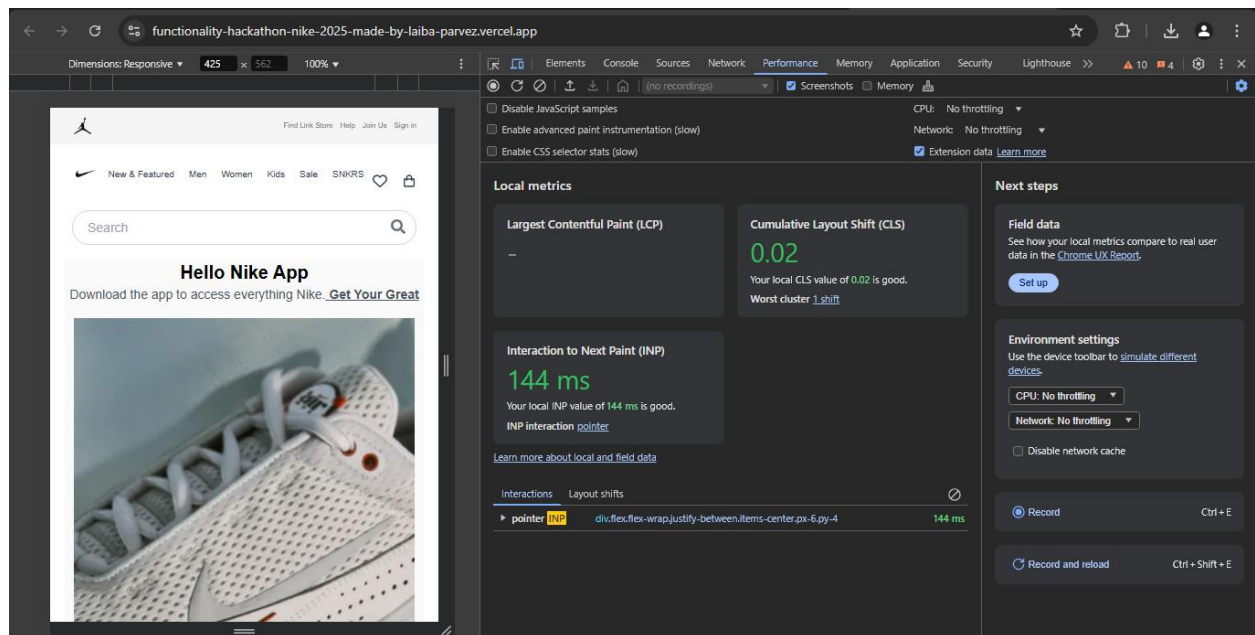 functionality-hackathon-nike-2025-made-by-laiba-parvez.vercel.app
Dimensions: Responsive ▼ 425 × 562 100% ▼
Elements Console Sources Network Performance Memory Application Security Lighthouse 10 4
(no recordings) Screenshots Memory
Disable JavaScript samples CPU: No throttling
Enable advanced paint instrumentation (slow) Network: No throttling
Enable CSS selector stats (slow) Extension data Learn more
Find Link Store Help Join Us Sign in
New & Featured Men Women Kids Sale SNKRS
Search
Hello Nike App
Download the app to access everything Nike. Get Your Great
Local metrics
Largest Contentful Paint (LCP)
–
Cumulative Layout Shift (CLS)
0.02
Your local CLS value of 0.02 is good.
Worst cluster 1 shift
Interaction to Next Paint (INP)
144 ms
Your local INP value of 144 ms is good.
INP interaction pointer
Learn more about local and field data
Interactions Layout shifts
pointer INP div.flex.flex-wrap.justify-between.items-center.px-6.py-4 144 ms
Next steps
Field data
See how your local metrics compare to real user
data in the Chrome UX Report.
Set up
Environment settings
Use the device toolbar to simulate different
devices.
CPU: No throttling
Network: No throttling
Disable network cache
Record Ctrl + E
Record and reload Ctrl + Shift + E